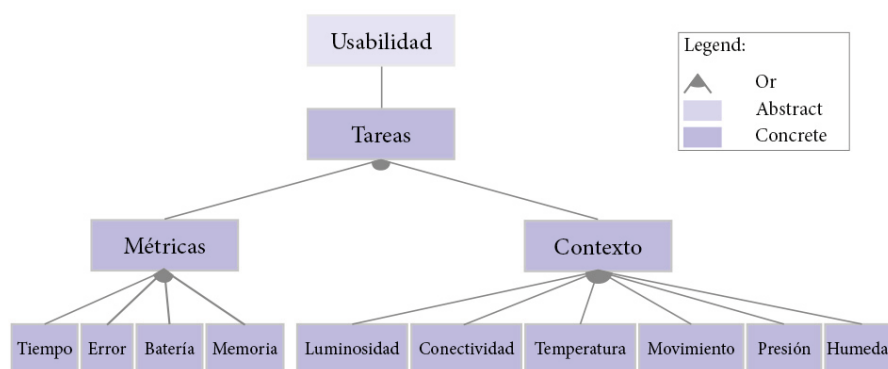 Usabilidad
Legend:
Or
Abstract
Concrete
Tareas
Métricas
Contexto
Tiempo
Error
Batería
Memoria
Luminosidad
Conectividad
Temperatura
Movimiento
Presión
Humeda